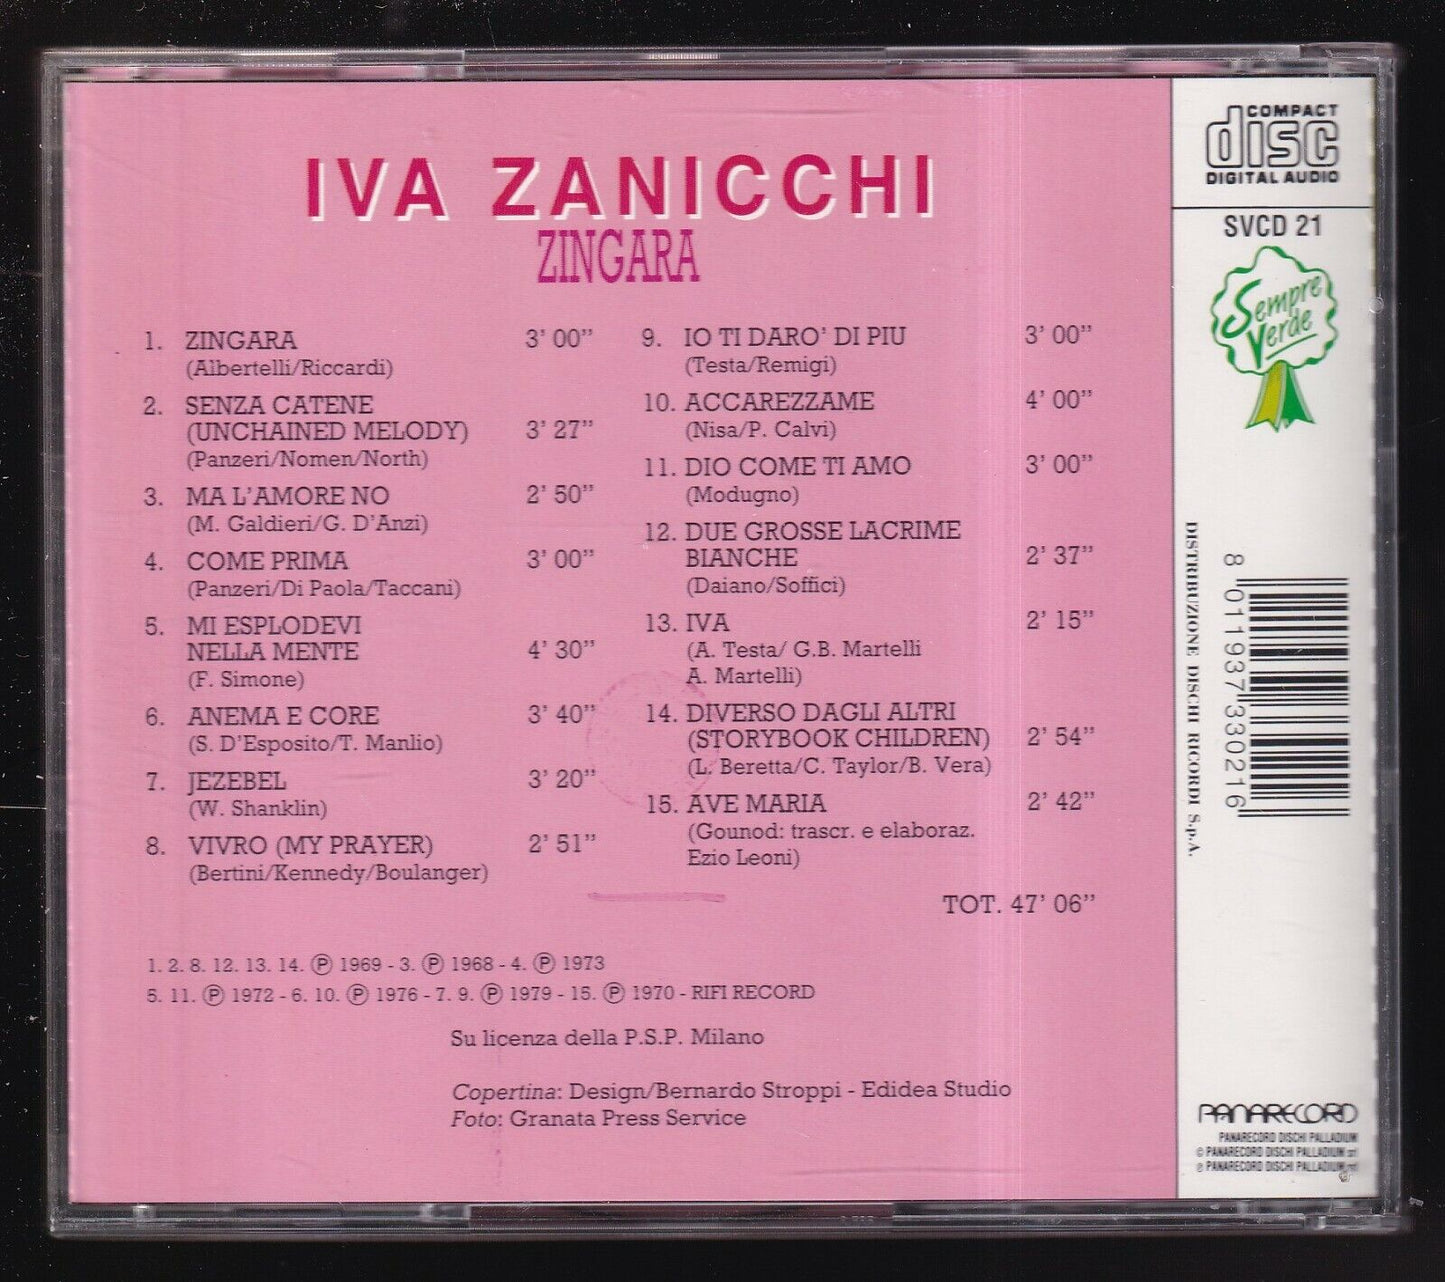 IVA ZANICCHI
ZINGARA
1. ZINGARA 3' 00"
(Albertelli/Riccardi)
2. SENZA CATENE
(UNCHAINED MELODY) 3' 27"
(Panzeri/Nomen/North)
3. MA L'AMORE NO 2' 50"
(M. Galdieri/G. D'Anzi)
4. COME PRIMA 3' 00"
(Panzeri/Di Paola/Taccani)
5. MI ESPLODEVI
NELLA MENTE 4' 30"
(F. Simone)
6. ANEMA E CORE 3' 40"
(S. D'Esposito/T. Manlio)
7. JEZEBEL 3' 20"
(W. Shanklin)
8. VIVRO (MY PRAYER) 2' 51"
(Bertini/Kennedy/Boulanger)
9. IO TI DARO' DI PIU 3' 00"
(Testa/Remigi)
10. ACCAREZZAME 4' 00"
(Nisa/P. Calvi)
11. DIO COME TI AMO 3' 00"
(Modugno)
12. DUE GROSSE LACRIME
BIANCHE 2' 37"
(Daiano/Soffici)
13. IVA 2' 15"
(A. Testa/ G.B. Martelli
A. Martelli)
14. DIVERSO DAGLI ALTRI
(STORYBOOK CHILDREN) 2' 54"
(L. Beretta/C. Taylor/B. Vera)
15. AVE MARIA 2' 42"
(Gounod: trascr. e elaboraz.
Ezio Leoni)
TOT. 47' 06"
1. 2. 8. 12. 13. 14. Ⓟ 1969 - 3. Ⓟ 1968 - 4. Ⓟ 1973
5. 11. Ⓟ 1972 - 6. 10. Ⓟ 1976 - 7. 9. Ⓟ 1979 - 15. Ⓟ 1970 - RIFI RECORD
Su licenza della P.S.P. Milano
Copertina: Design/Bernardo Stroppi - Edidea Studio
Foto: Granata Press Service
COMPACT
disc
DIGITAL AUDIO
SVCD 21
Sempre
Verde
DISTRIBUZIONE DISCHI RICORDI S.p.A.
8 011937 330216
PANARECORD
PANARECORD DISCHI PALLADIUM
© PANARECORD DISCHI PALLADIUM srl
℗ PANARECORD DISCHI PALLADIUM srl